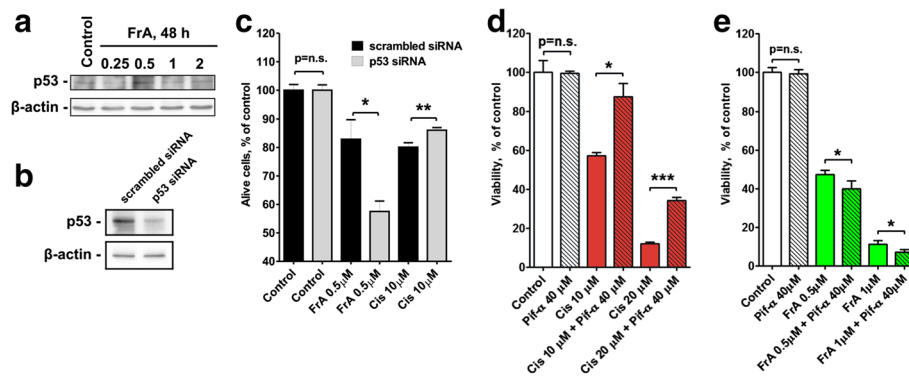 a
Control
FrA, 48 h
0.25 0.5 1 2
p53 -
β-actin -
b
scrambled siRNA
p53 siRNA
p53 -
β-actin -
c
Alive cells, % of control
120
110
100
90
80
70
60
50
40
scrambled siRNA
p53 siRNA
p=n.s.
*
**
Control
Control
FrA 0.5μM
FrA 0.5μM
Cis 10μM
Cis 10μM
d
Viability, % of control
120
100
80
60
40
20
0
p=n.s.
*
***
Control
Pif-α 40 μM
Cis 10 μM
Cis 10 μM + Pif-α 40 μM
Cis 20 μM
Cis 20 μM + Pif-α 40 μM
e
Viability, % of control
120
100
80
60
40
20
0
p=n.s.
*
*
Control
Pif-α 40μM
FrA 0.5μM
FrA 0.5μM + Pif-α 40μM
FrA 1μM
FrA 1μM + Pif-α 40μM